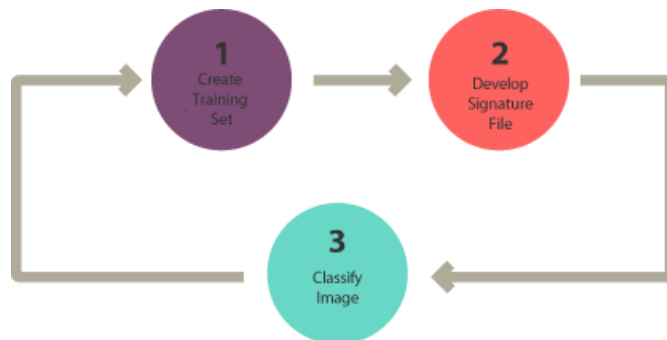 1
Create
Training
Set
2
Develop
Signature
File
3
Classify
Image